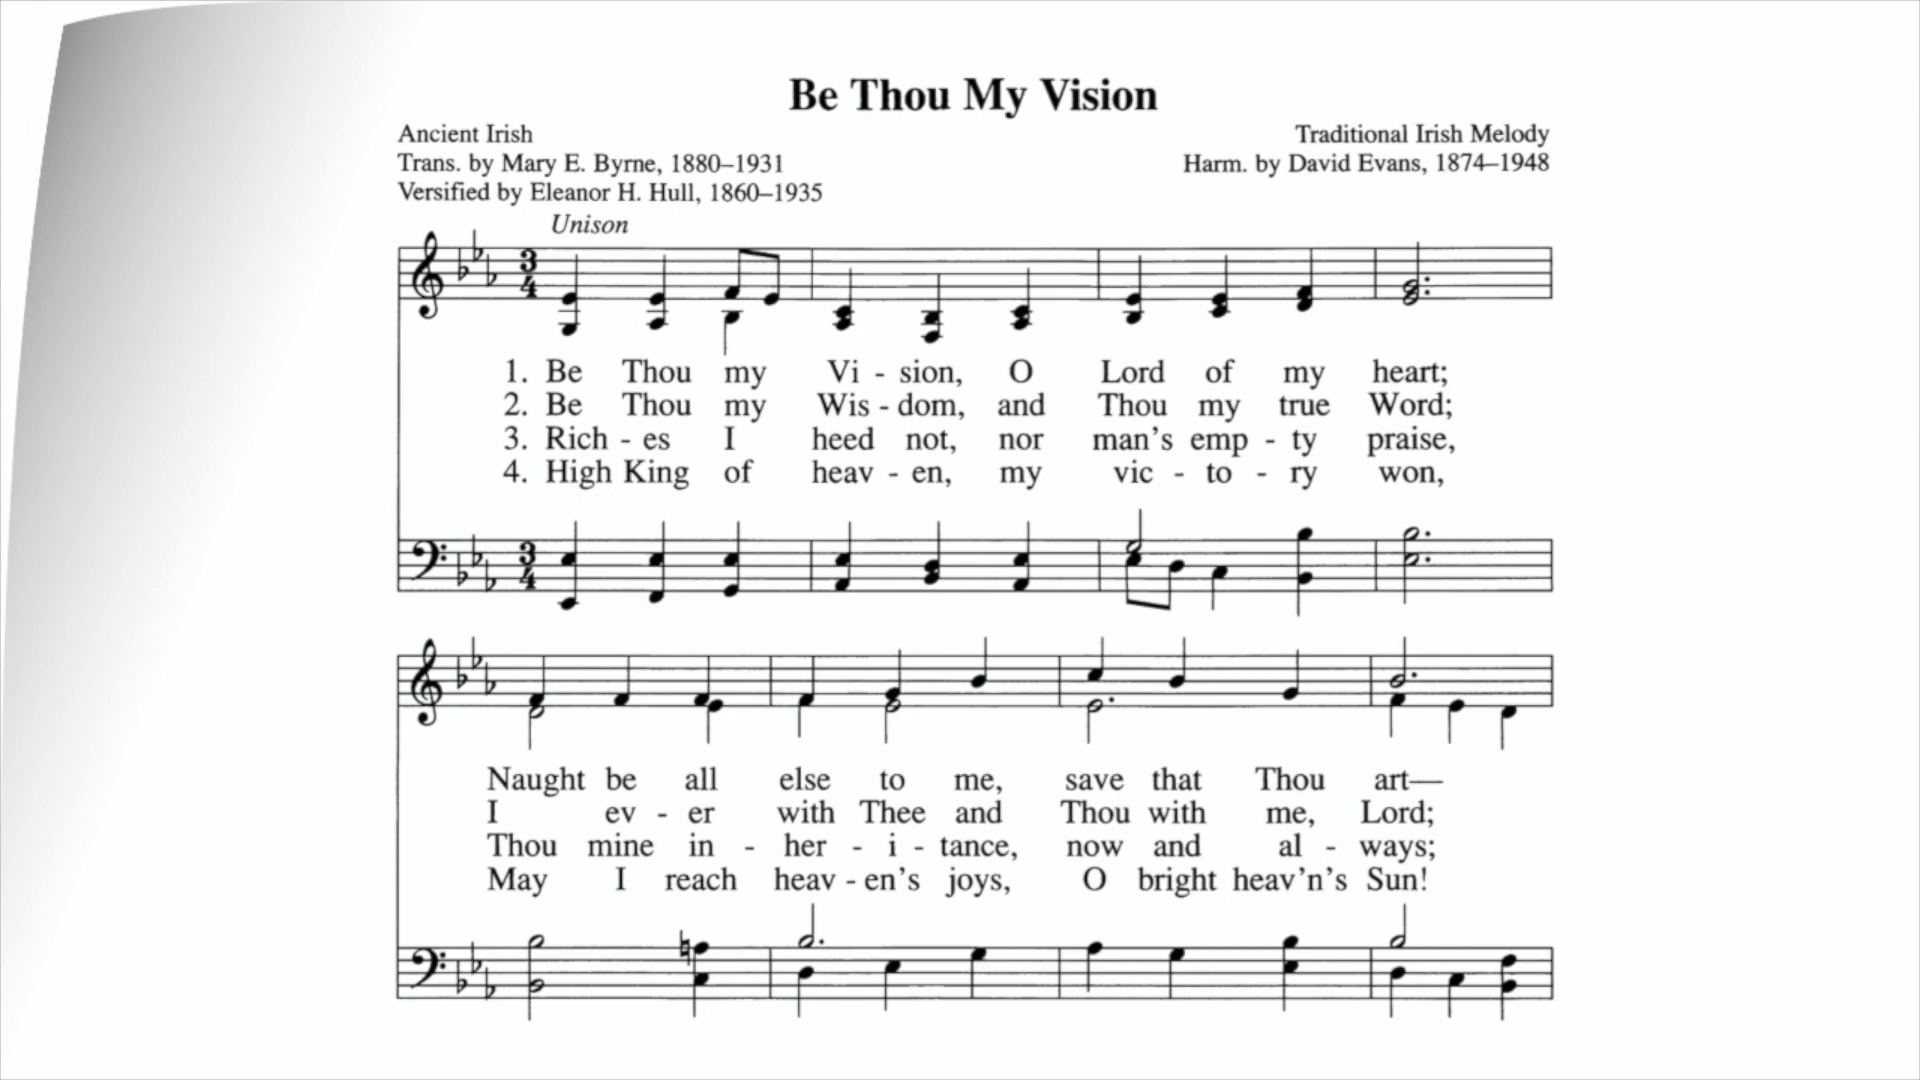 Be Thou My Vision
Ancient Irish
Traditional Irish Melody
Trans. by Mary E. Byrne, 1880–1931
Harm. by David Evans, 1874–1948
Versified by Eleanor H. Hull, 1860–1935
Unison
3
4
1. Be Thou my Vi - sion, O Lord of my heart;
2. Be Thou my Wis - dom, and Thou my true Word;
3. Rich - es I heed not, nor man's emp - ty praise,
4. High King of heav - en, my vic - to - ry won,
3
4
Naught be all else to me, save that Thou art—
I ev - er with Thee and Thou with me, Lord;
Thou mine in - her - i - tance, now and al - ways;
May I reach heav - en's joys, O bright heav'n's Sun!